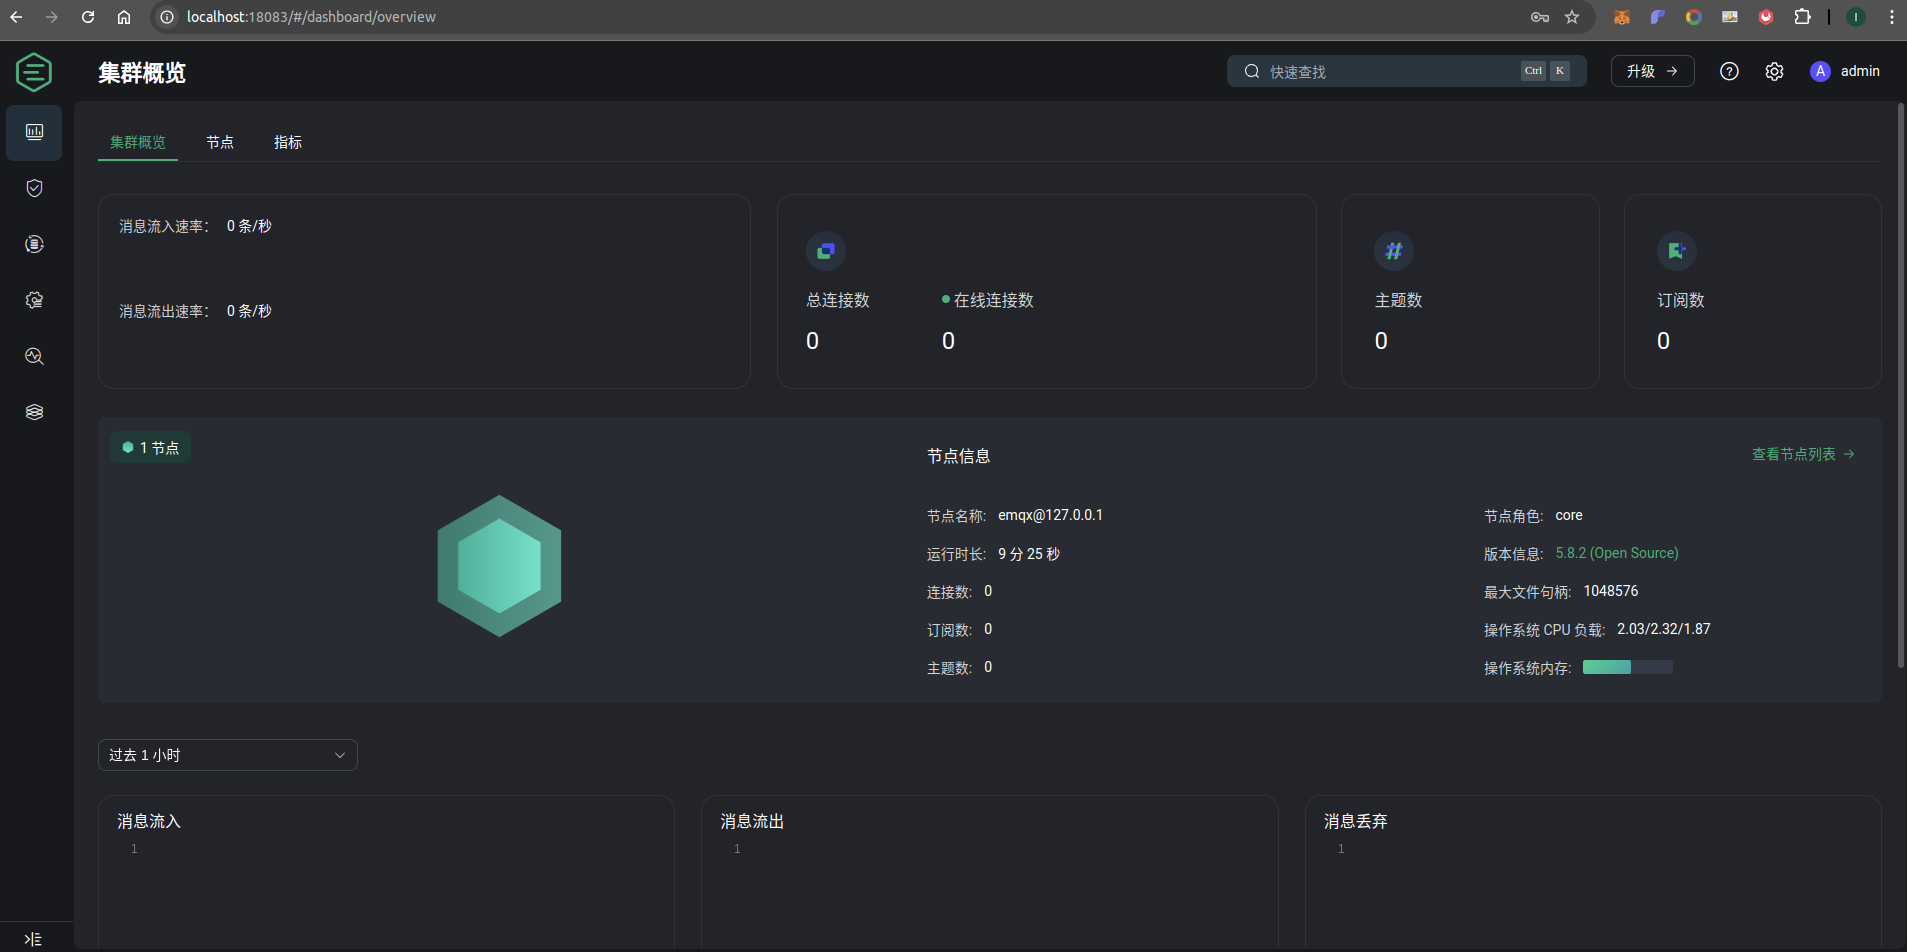 localhost:18083/#/dashboard/overview
I
集群概览
快速查找 Ctrl K
升级 →
?
A admin
集群概览 节点 指标
消息流入速率： 0 条/秒
消息流出速率： 0 条/秒
总连接数 在线连接数
0 0
#
主题数
0
订阅数
0
1 节点
节点信息
查看节点列表 →
节点名称: emqx@127.0.0.1
节点角色: core
运行时长: 9 分 25 秒
版本信息: 5.8.2 (Open Source)
连接数: 0
最大文件句柄: 1048576
订阅数: 0
操作系统 CPU 负载: 2.03/2.32/1.87
主题数: 0
操作系统内存:
过去 1 小时
消息流入
1
消息流出
1
消息丢弃
1